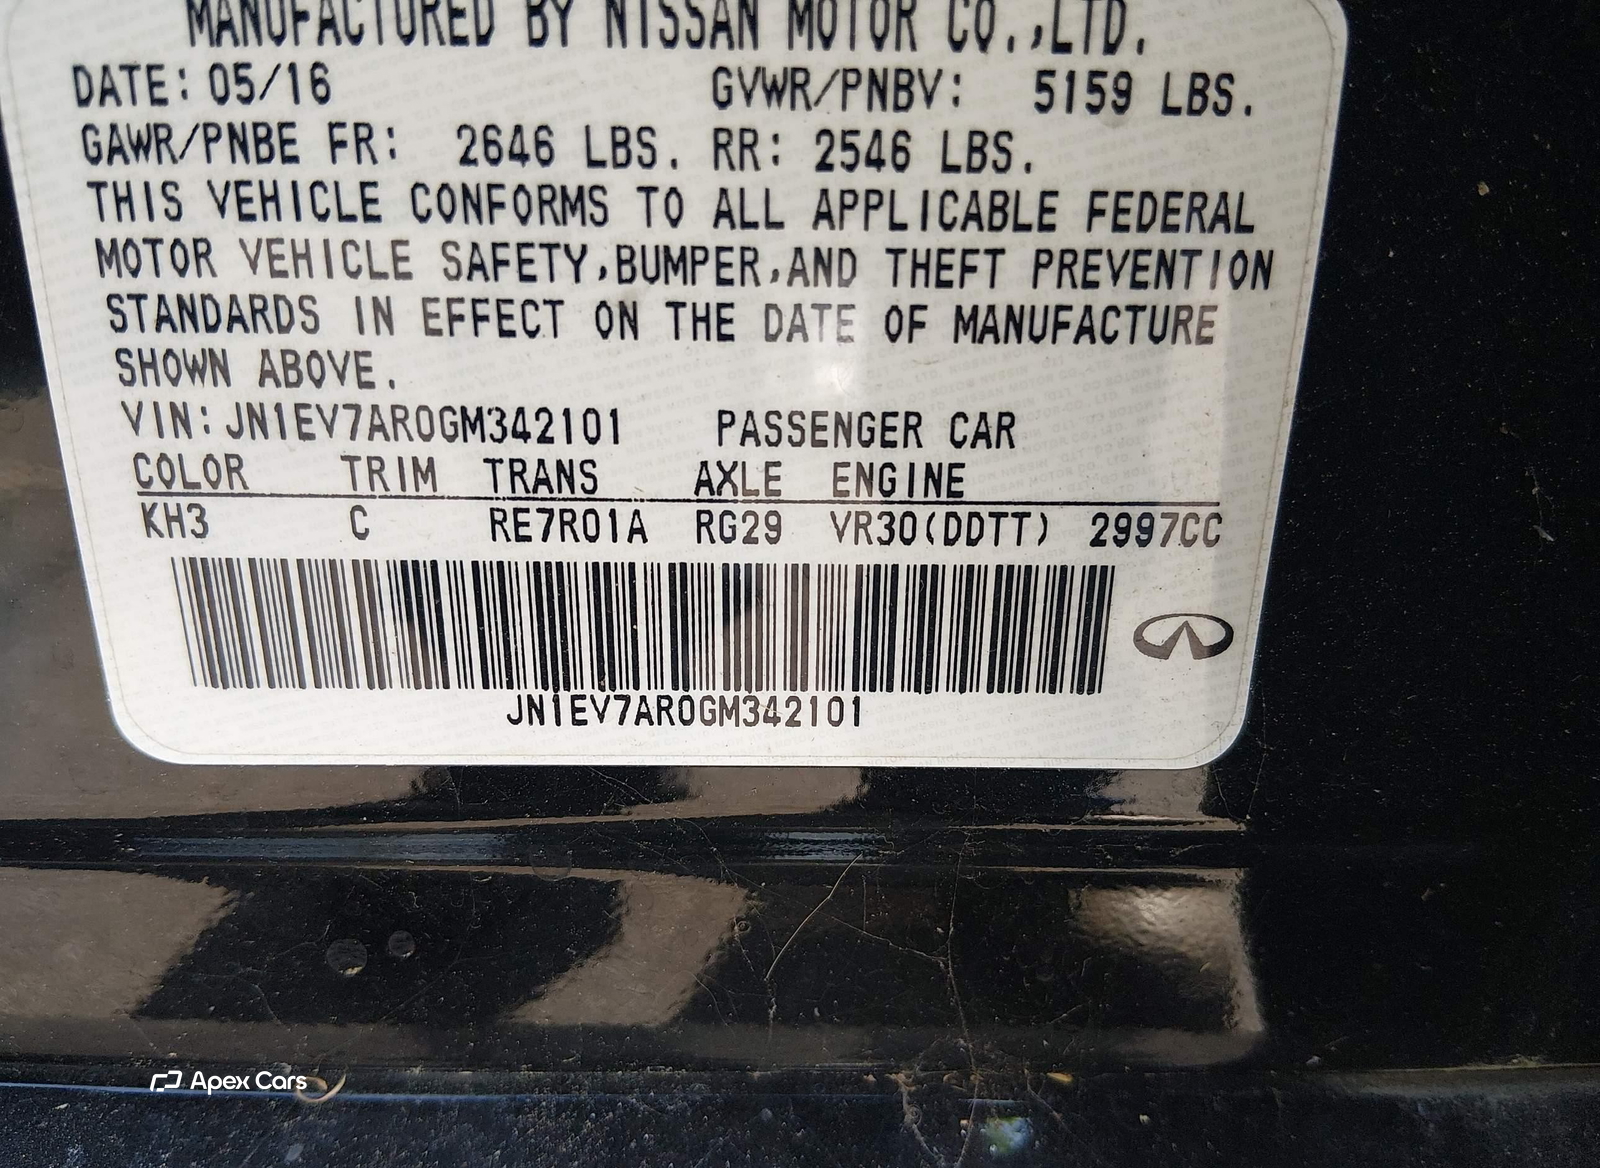 MANUFACTURED BY NISSAN MOTOR CO.,LTD.
DATE: 05/16 GVWR/PNBV: 5159 LBS.
GAWR/PNBE FR: 2646 LBS. RR: 2546 LBS.
THIS VEHICLE CONFORMS TO ALL APPLICABLE FEDERAL
MOTOR VEHICLE SAFETY,BUMPER,AND THEFT PREVENTION
STANDARDS IN EFFECT ON THE DATE OF MANUFACTURE
SHOWN ABOVE.
VIN:JN1EV7AR0GM342101 PASSENGER CAR
COLOR TRIM TRANS AXLE ENGINE
KH3 C RE7R01A RG29 VR30(DDTT) 2997CC
JN1EV7AR0GM342101
Apex Cars